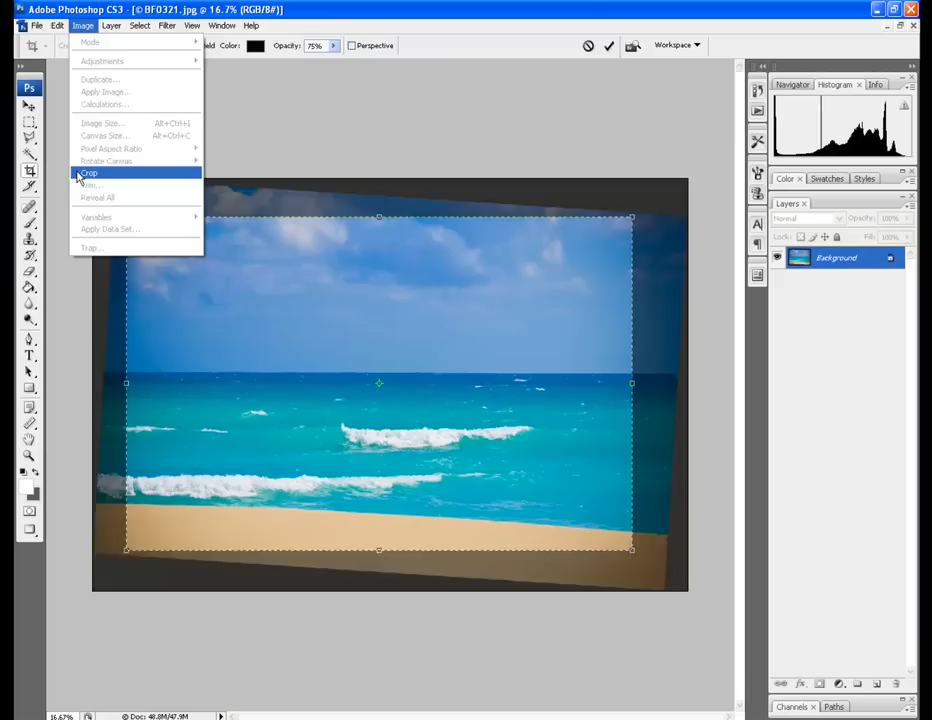 Adobe Photoshop CS3 - [© BF0321.jpg @ 16.7% (RGB/8#)]
File Edit Image Layer Select Filter View Window Help
Color: Opacity: 75% Perspective Workspace
Mode
Adjustments
Duplicate...
Apply Image...
Calculations...
Image Size... Alt+Ctrl+I
Canvas Size... Alt+Ctrl+C
Pixel Aspect Ratio
Rotate Canvas
Crop
Reveal All
Variables
Apply Data Set...
Trap...
Ps
Navigator Histogram Info
Color Swatches Styles
Layers
Normal Opacity: 100%
Lock: Fill: 100%
Background
Channels Paths
16.67% Doc: 48.8M/47.9M